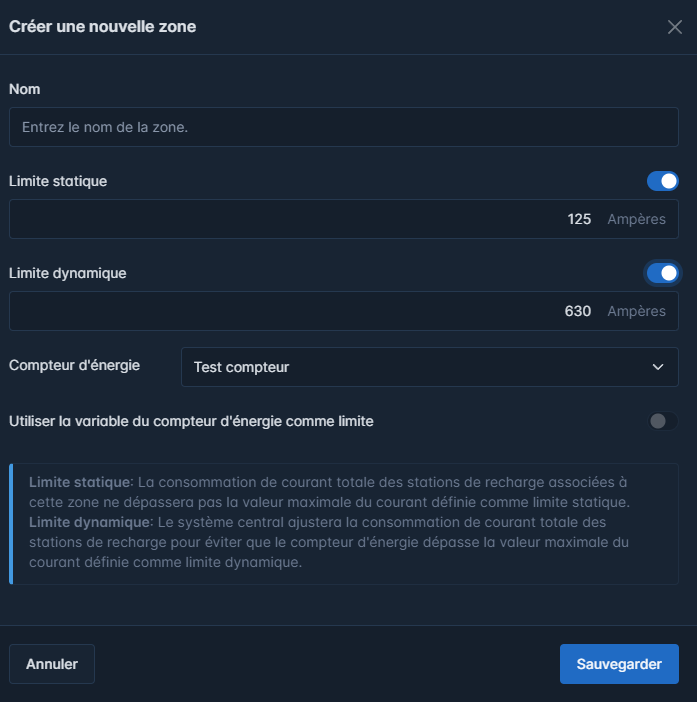 Créer une nouvelle zone
Nom
Entrez le nom de la zone.
Limite statique
125 Ampères
Limite dynamique
630 Ampères
Compteur d'énergie Test compteur
Utiliser la variable du compteur d'énergie comme limite
Limite statique: La consommation de courant totale des stations de recharge associées à
cette zone ne dépassera pas la valeur maximale du courant définie comme limite statique.
Limite dynamique: Le système central ajustera la consommation de courant totale des
stations de recharge pour éviter que le compteur d'énergie dépasse la valeur maximale du
courant définie comme limite dynamique.
Annuler Sauvegarder